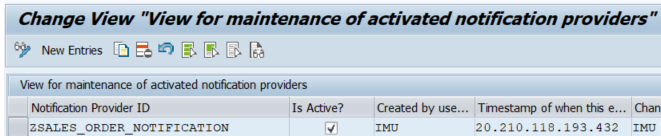 Change View "View for maintenance of activated notification providers"
New Entries
View for maintenance of activated notification providers
Notification Provider ID Is Active? Created by use... Timestamp of when this e... Chan
ZSALES_ORDER_NOTIFICATION IMU 20.210.118.193.432 IMU